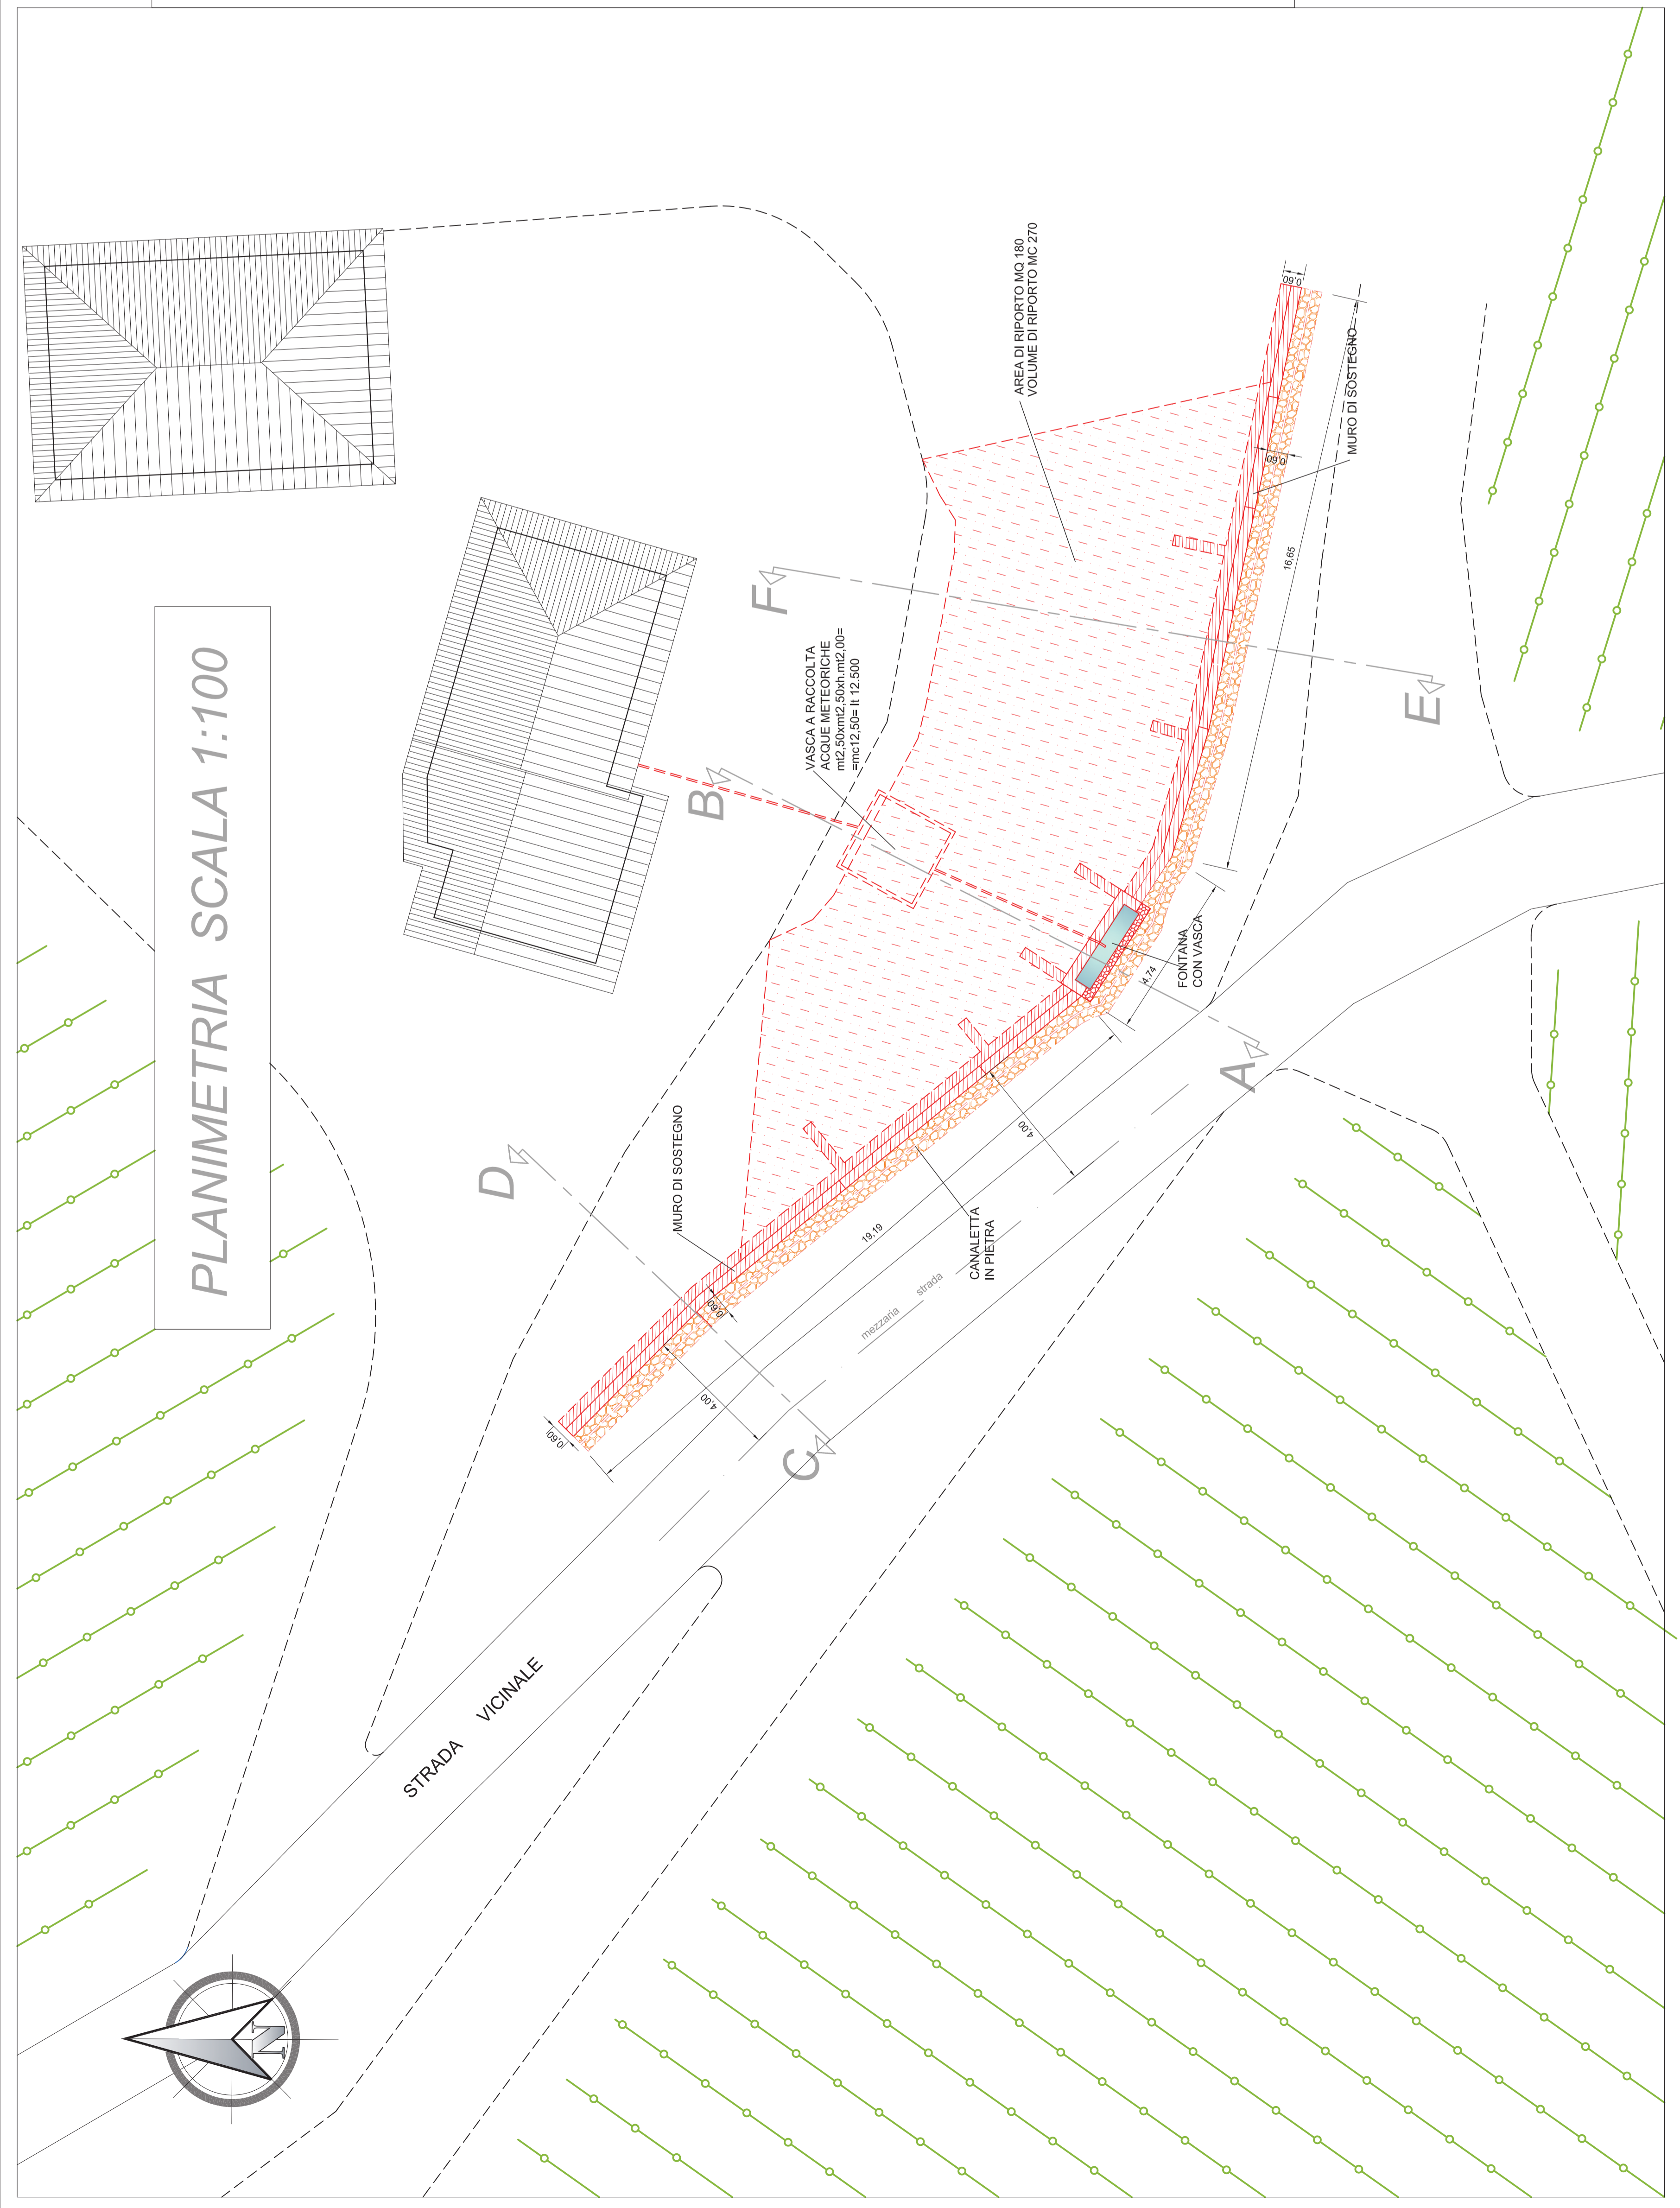 PLANIMETRIA SCALA 1:100
AREA DI RIPORTO MQ 180
VOLUME DI RIPORTO MC 270
0,60
MURO DI SOSTEGNO
0,60
16,65
F
E
VASCA A RACCOLTA
ACQUE METEORICHE
mt2,50xmt2,50xh.mt2,00=
=mc12,50= lt 12.500
B
FONTANA
CON VASCA
4,74
A
D
MURO DI SOSTEGNO
4,00
19,19
CANALETTA
IN PIETRA
mezzaria strada
0,60
4,00
0,60
C
STRADA VICINALE
N